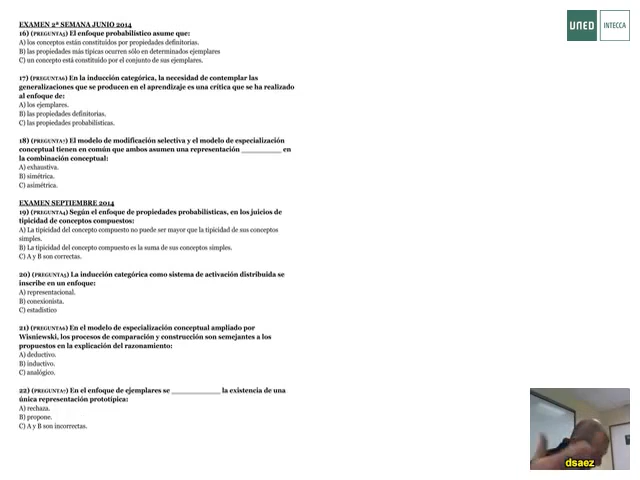 EXAMEN 2ª SEMANA JUNIO 2014
16) (PREGUNTA5) El enfoque probabilístico asume que:
A) los conceptos están constituidos por propiedades definitorias.
B) las propiedades más típicas ocurren sólo en determinados ejemplares
C) un concepto está constituido por el conjunto de sus ejemplares.
17) (PREGUNTA6) En la inducción categórica, la necesidad de contemplar las
generalizaciones que se producen en el aprendizaje es una crítica que se ha realizado
al enfoque de:
A) los ejemplares.
B) las propiedades definitorias.
C) las propiedades probabilísticas.
18) (PREGUNTA7) El modelo de modificación selectiva y el modelo de especialización
conceptual tienen en común que ambos asumen una representación _________ en
la combinación conceptual:
A) exhaustiva.
B) simétrica.
C) asimétrica.
EXAMEN SEPTIEMBRE 2014
19) (PREGUNTA4) Según el enfoque de propiedades probabilísticas, en los juicios de
tipicidad de conceptos compuestos:
A) La tipicidad del concepto compuesto no puede ser mayor que la tipicidad de sus conceptos
simples.
B) La tipicidad del concepto compuesto es la suma de sus conceptos simples.
C) A y B son correctas.
20) (PREGUNTA5) La inducción categórica como sistema de activación distribuida se
inscribe en un enfoque:
A) representacional.
B) conexionista.
C) estadístico
21) (PREGUNTA6) En el modelo de especialización conceptual ampliado por
Wisniewski, los procesos de comparación y construcción son semejantes a los
propuestos en la explicación del razonamiento:
A) deductivo.
B) inductivo.
C) analógico.
22) (PREGUNTA7) En el enfoque de ejemplares se ___________ la existencia de una
única representación prototípica:
A) rechaza.
B) propone.
C) A y B son incorrectas.
UNED INTECCA
dsaez